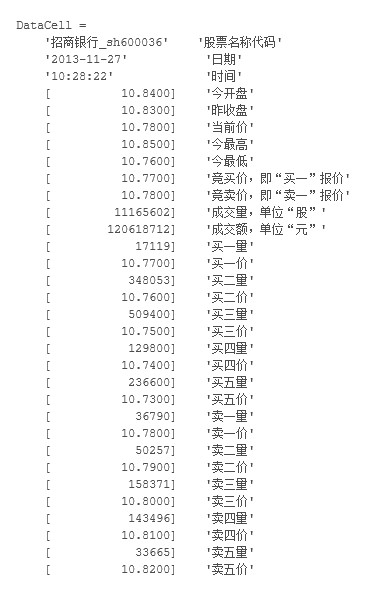 DataCell =
'招商银行_sh600036' '股票名称代码'
'2013-11-27' '日期'
'10:28:22' '时间'
[ 10.8400] '今开盘'
[ 10.8300] '昨收盘'
[ 10.7800] '当前价'
[ 10.8500] '今最高'
[ 10.7600] '今最低'
[ 10.7700] '竟买价，即“买一”报价'
[ 10.7800] '竟卖价，即“卖一”报价'
[ 11165602] '成交量，单位“股”'
[ 120618712] '成交额，单位“元”'
[ 17119] '买一量'
[ 10.7700] '买一价'
[ 348053] '买二量'
[ 10.7600] '买二价'
[ 509400] '买三量'
[ 10.7500] '买三价'
[ 129800] '买四量'
[ 10.7400] '买四价'
[ 236600] '买五量'
[ 10.7300] '买五价'
[ 36790] '卖一量'
[ 10.7800] '卖一价'
[ 50257] '卖二量'
[ 10.7900] '卖二价'
[ 158371] '卖三量'
[ 10.8000] '卖三价'
[ 143496] '卖四量'
[ 10.8100] '卖四价'
[ 33665] '卖五量'
[ 10.8200] '卖五价'